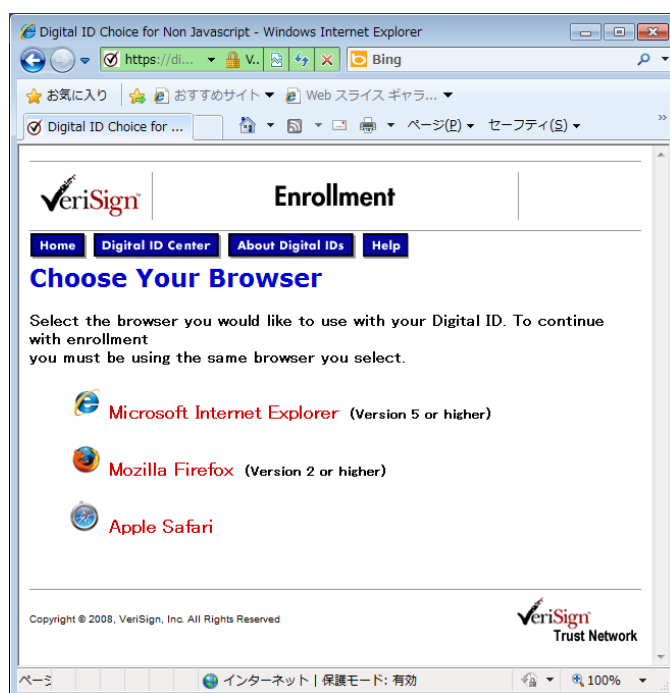 Digital ID Choice for Non Javascript - Windows Internet Explorer
https://di... V.. Bing
お気に入り おすすめサイト Web スライス ギャラ...
Digital ID Choice for ... ページ(P) セーフティ(S) »
VeriSign Enrollment
Home Digital ID Center About Digital IDs Help
Choose Your Browser
Select the browser you would like to use with your Digital ID. To continue
with enrollment
you must be using the same browser you select.
Microsoft Internet Explorer (Version 5 or higher)
Mozilla Firefox (Version 2 or higher)
Apple Safari
Copyright © 2008, VeriSign, Inc. All Rights Reserved
VeriSign
Trust Network
インターネット | 保護モード: 有効 100%